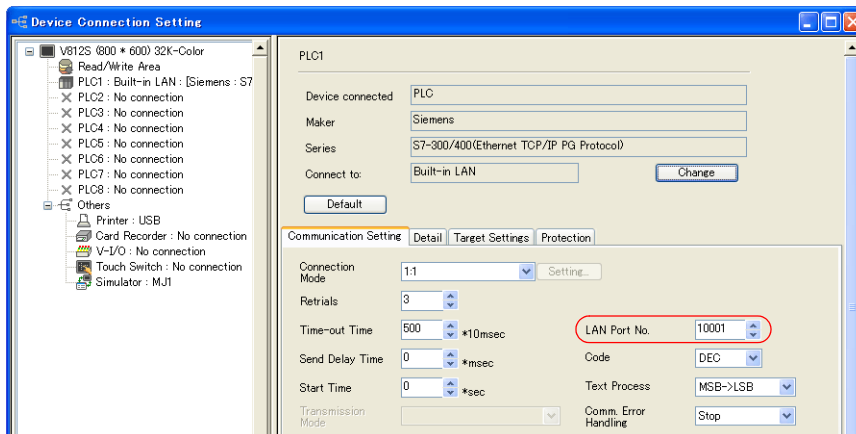 Device Connection Setting
V812S (800 * 600) 32K-Color
Read/Write Area
PLC1 : Built-in LAN : [Siemens : S7
PLC2 : No connection
PLC3 : No connection
PLC4 : No connection
PLC5 : No connection
PLC6 : No connection
PLC7 : No connection
PLC8 : No connection
Others
Printer : USB
Card Recorder : No connection
V-I/O : No connection
Touch Switch : No connection
Simulator : MJ1
PLC1
Device connected PLC
Maker Siemens
Series S7-300/400(Ethernet TCP/IP PG Protocol)
Connect to: Built-in LAN Change
Default
Communication Setting Detail Target Settings Protection
Connection Mode 1:1 Setting...
Retrials 3
Time-out Time 500 *10msec LAN Port No. 10001
Send Delay Time 0 *msec Code DEC
Start Time 0 *sec Text Process MSB->LSB
Transmission Mode Comm. Error Handling Stop